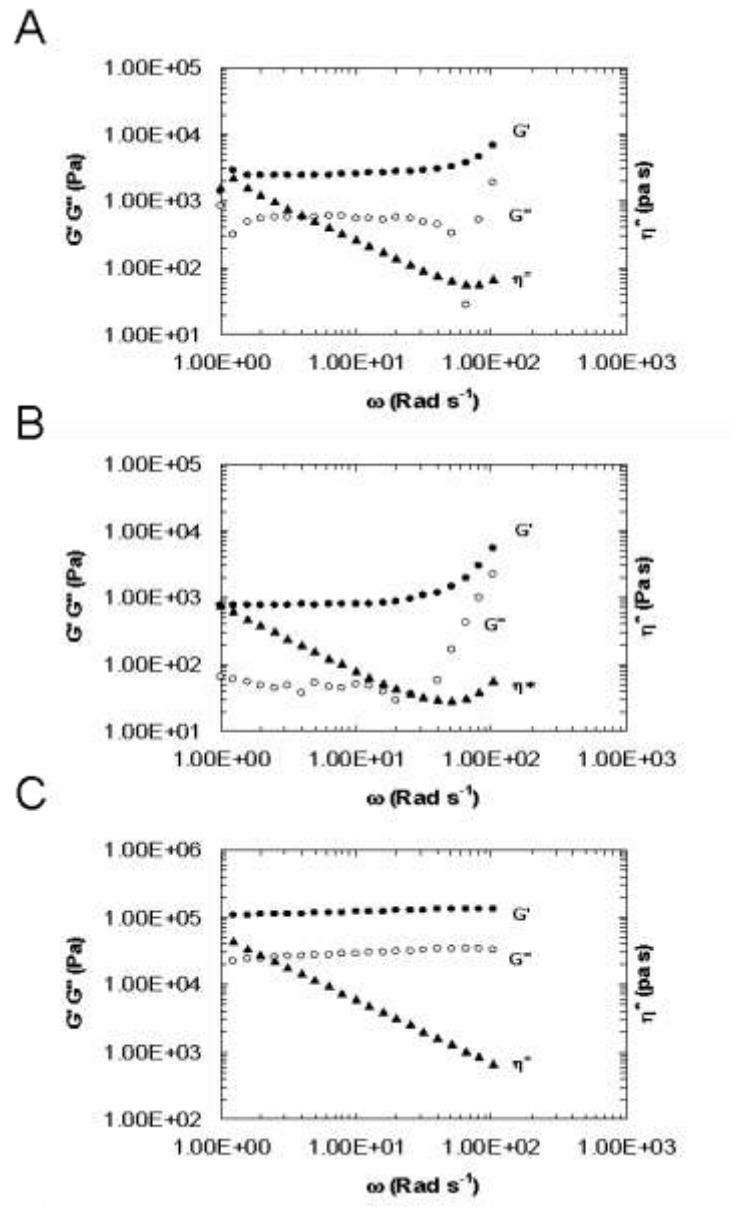 A
1.00E+05
1.00E+04
1.00E+03
1.00E+02
1.00E+01
G' G'' (Pa)
G'
G''
η*
η* (pa s)
1.00E+00 1.00E+01 1.00E+02 1.00E+03
ω (Rad s-1)
B
1.00E+05
1.00E+04
1.00E+03
1.00E+02
1.00E+01
G' G'' (Pa)
G'
G''
η*
η* (Pa s)
1.00E+00 1.00E+01 1.00E+02 1.00E+03
ω (Rad s-1)
C
1.00E+06
1.00E+05
1.00E+04
1.00E+03
1.00E+02
G' G'' (Pa)
G'
G''
η*
η* (pa s)
1.00E+00 1.00E+01 1.00E+02 1.00E+03
ω (Rad s-1)